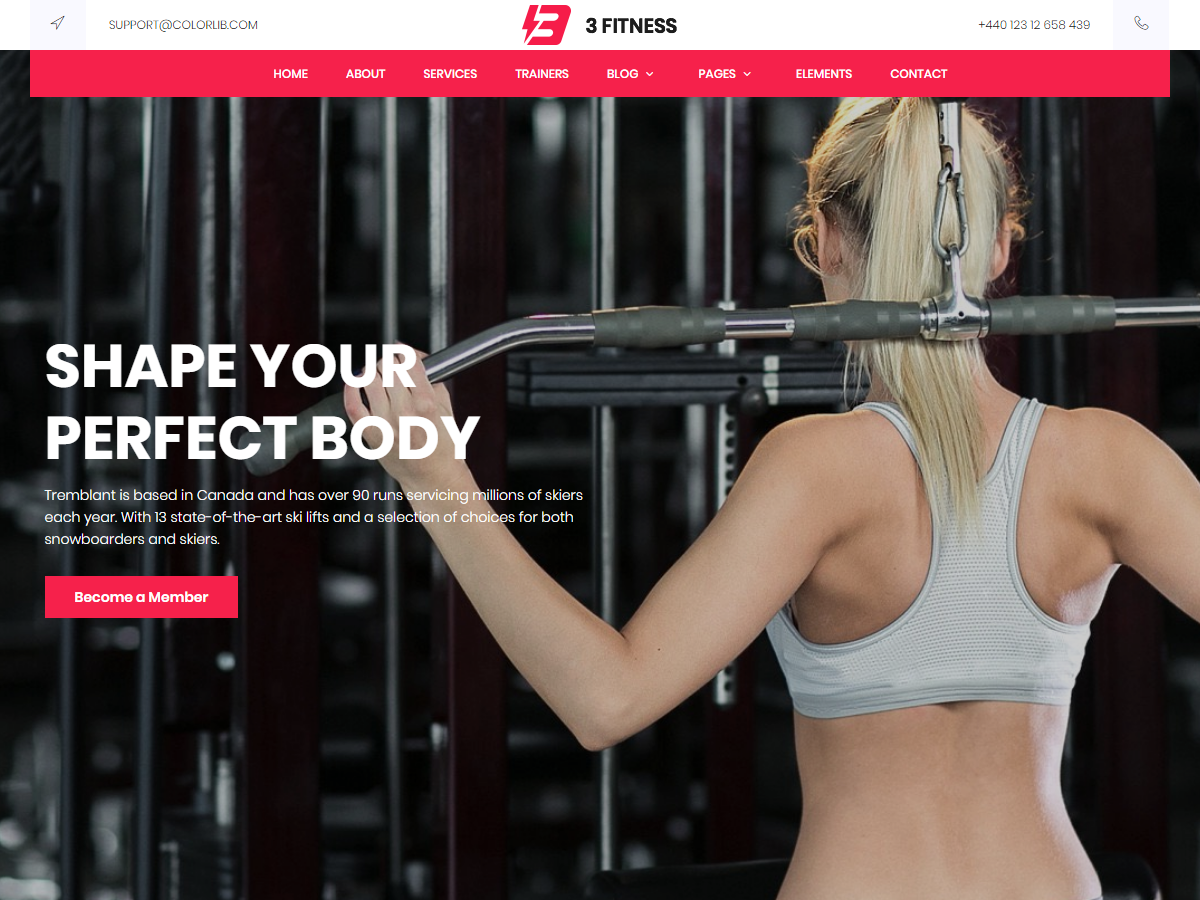 SUPPORT@COLORLIB.COM
3 FITNESS
+440 123 12 658 439
HOME ABOUT SERVICES TRAINERS BLOG PAGES ELEMENTS CONTACT
SHAPE YOUR
PERFECT BODY
Tremblant is based in Canada and has over 90 runs servicing millions of skiers
each year. With 13 state-of-the-art ski lifts and a selection of choices for both
snowboarders and skiers.
Become a Member